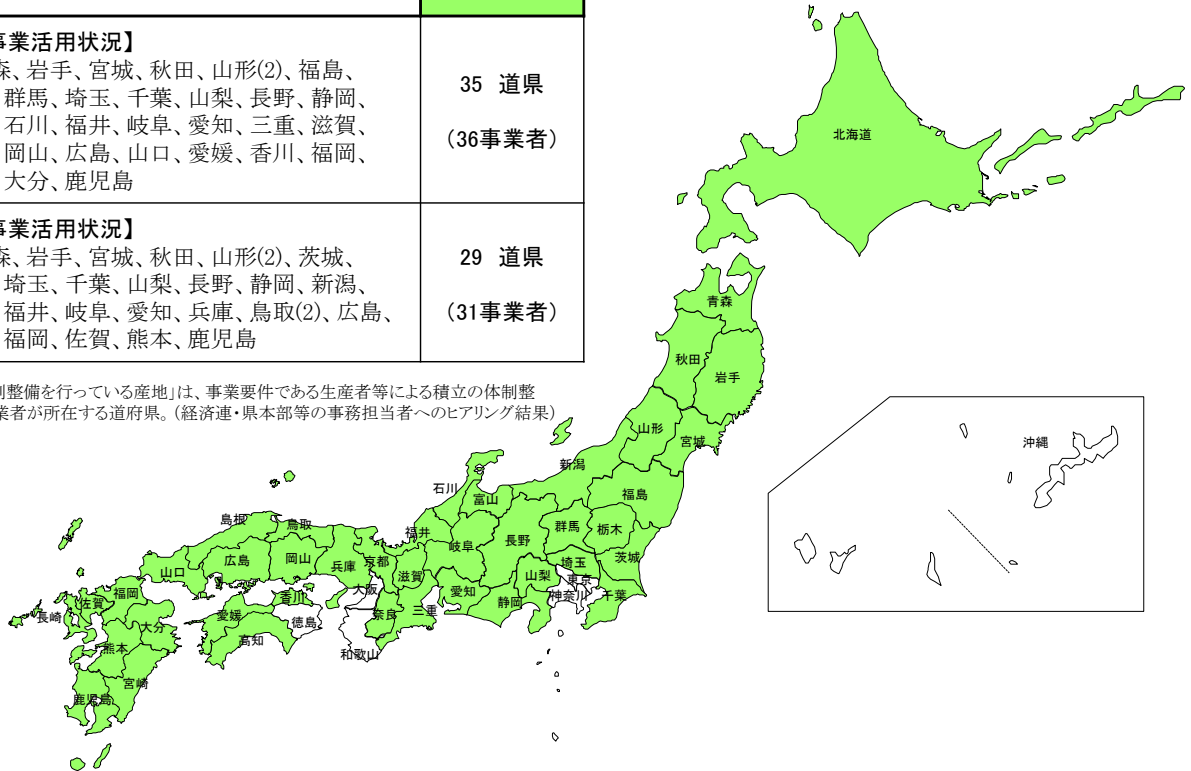 事業活用状況】
森、岩手、宮城、秋田、山形(2)、福島、
群馬、埼玉、千葉、山梨、長野、静岡、
石川、福井、岐阜、愛知、三重、滋賀、
岡山、広島、山口、愛媛、香川、福岡、
大分、鹿児島
35 道県
(36事業者)
事業活用状況】
森、岩手、宮城、秋田、山形(2)、茨城、
埼玉、千葉、山梨、長野、静岡、新潟、
福井、岐阜、愛知、兵庫、鳥取(2)、広島、
福岡、佐賀、熊本、鹿児島
29 道県
(31事業者)
制整備を行っている産地」は、事業要件である生産者等による積立の体制整
業者が所在する道府県。(経済連・県本部等の事務担当者へのヒアリング結果)
北海道
青森
秋田
岩手
山形
宮城
新潟
福島
石川
富山
群馬
栃木
福井
岐阜
長野
茨城
埼玉
山梨
東京
神奈川
千葉
島根
鳥取
広島
岡山
兵庫
京都
滋賀
愛知
静岡
山口
大阪
奈良
三重
和歌山
香川
徳島
愛媛
高知
福岡
佐賀
長崎
大分
熊本
宮崎
鹿児島
沖縄